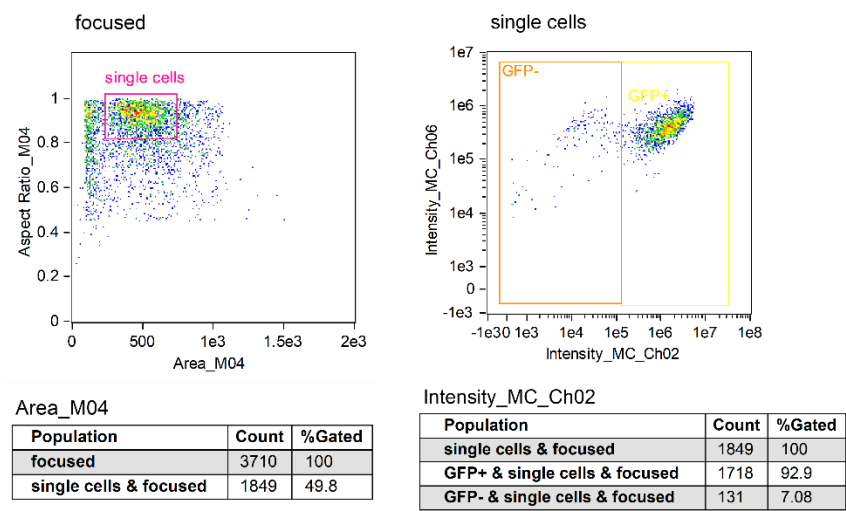 focused
single cells
single cells
1
0.8
0.6
0.4
0.2
0
Aspect Ratio_M04
0 500 1e3 1.5e3 2e3
Area_M04
1e7
1e6
1e5
1e4
1e3
0
-1e3
Intensity_MC_Ch06
GFP-
GFP+
-1e3 0 1e3 1e4 1e5 1e6 1e7 1e8
Intensity_MC_Ch02
Area_M04
Population Count %Gated
focused 3710 100
single cells & focused 1849 49.8
Intensity_MC_Ch02
Population Count %Gated
single cells & focused 1849 100
GFP+ & single cells & focused 1718 92.9
GFP- & single cells & focused 131 7.08